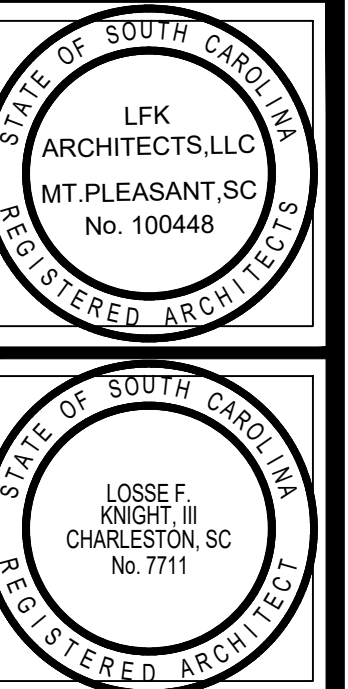 STATE OF SOUTH CAROLINA
LFK
ARCHITECTS,LLC
MT.PLEASANT,SC
No. 100448
REGISTERED ARCHITECTS
STATE OF SOUTH CAROLINA
LOSSE F.
KNIGHT, III
CHARLESTON, SC
No. 7711
REGISTERED ARCHITECT